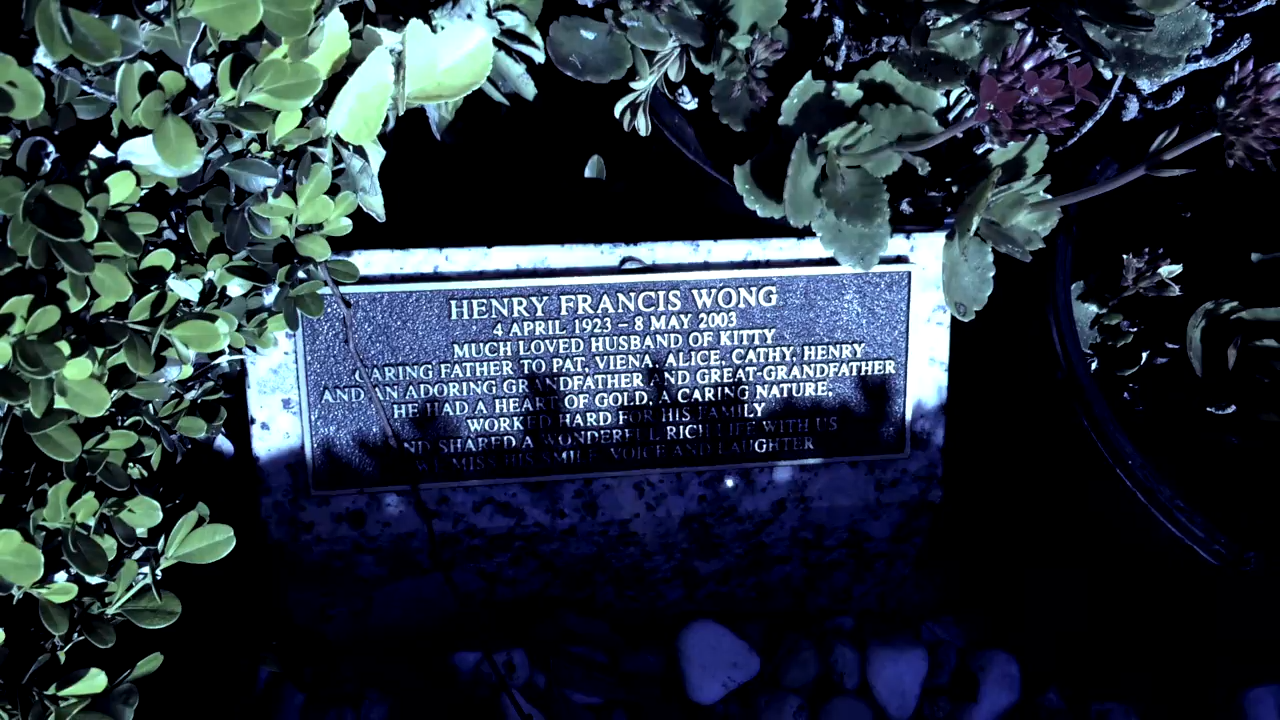 HENRY FRANCIS WONG
4 APRIL 1923 – 8 MAY 2003
MUCH LOVED HUSBAND OF KITTY
CARING FATHER TO PAT, VIENA, ALICE, CATHY, HENRY
AND AN ADORING GRANDFATHER AND GREAT-GRANDFATHER
HE HAD A HEART OF GOLD, A CARING NATURE,
WORKED HARD FOR HIS FAMILY
AND SHARED A WONDERFUL RICH LIFE WITH US
WE MISS HIS SMILE, VOICE AND LAUGHTER